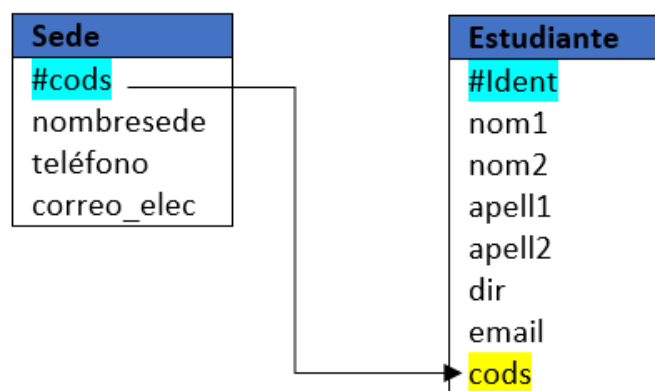 Sede
#cods
nombresede
teléfono
correo_elec
Estudiante
#Ident
nom1
nom2
apell1
apell2
dir
email
cods